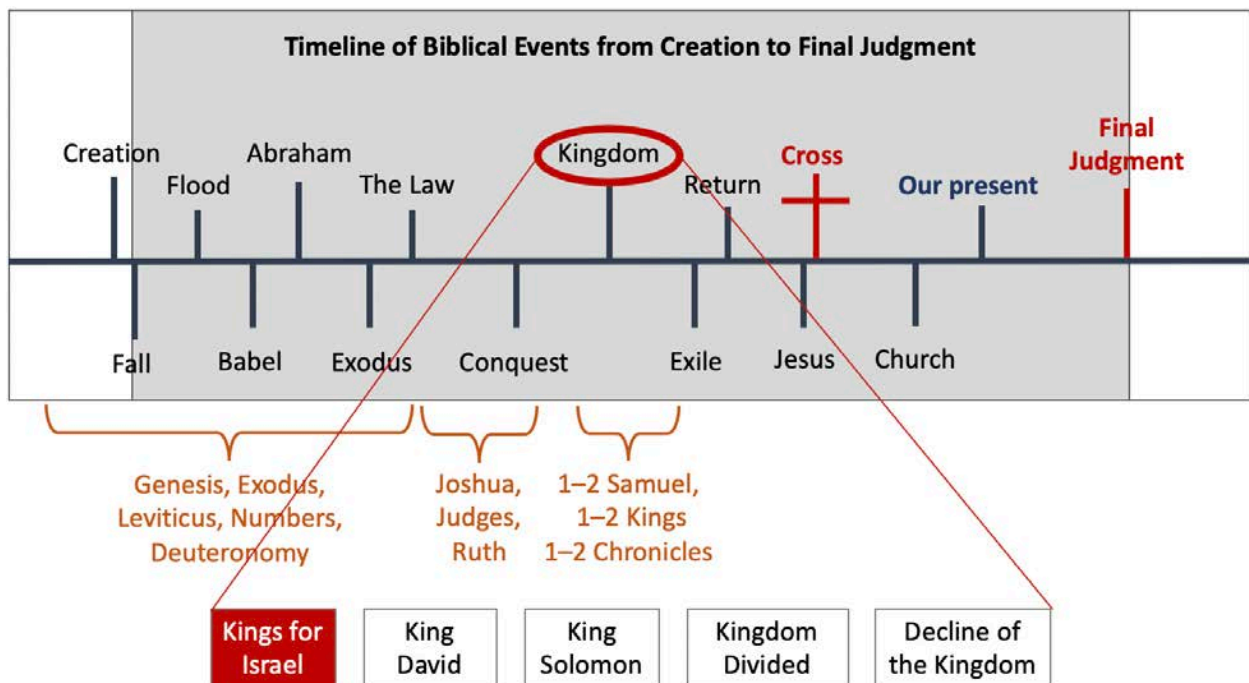 Timeline of Biblical Events from Creation to Final Judgment
Creation
Flood
Abraham
The Law
Kingdom
Return
Cross
Our present
Final
Judgment
Fall
Babel
Exodus
Conquest
Exile
Jesus
Church
Genesis, Exodus,
Leviticus, Numbers,
Deuteronomy
Joshua,
Judges,
Ruth
1–2 Samuel,
1–2 Kings
1–2 Chronicles
Kings for
Israel
King
David
King
Solomon
Kingdom
Divided
Decline of
the Kingdom